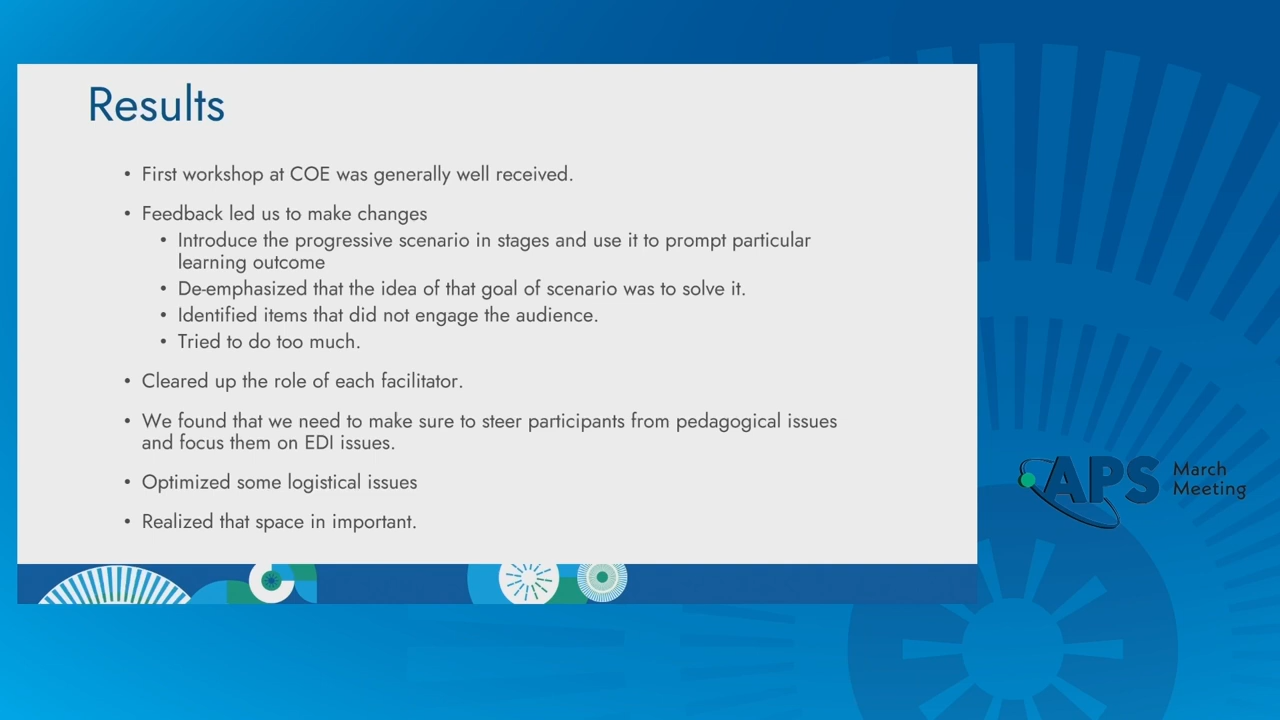 Results
• First workshop at COE was generally well received.
• Feedback led us to make changes
• Introduce the progressive scenario in stages and use it to prompt particular
learning outcome
• De-emphasized that the idea of that goal of scenario was to solve it.
• Identified items that did not engage the audience.
• Tried to do too much.
• Cleared up the role of each facilitator.
• We found that we need to make sure to steer participants from pedagogical issues
and focus them on EDI issues.
• Optimized some logistical issues
• Realized that space in important.
APS
March
Meeting